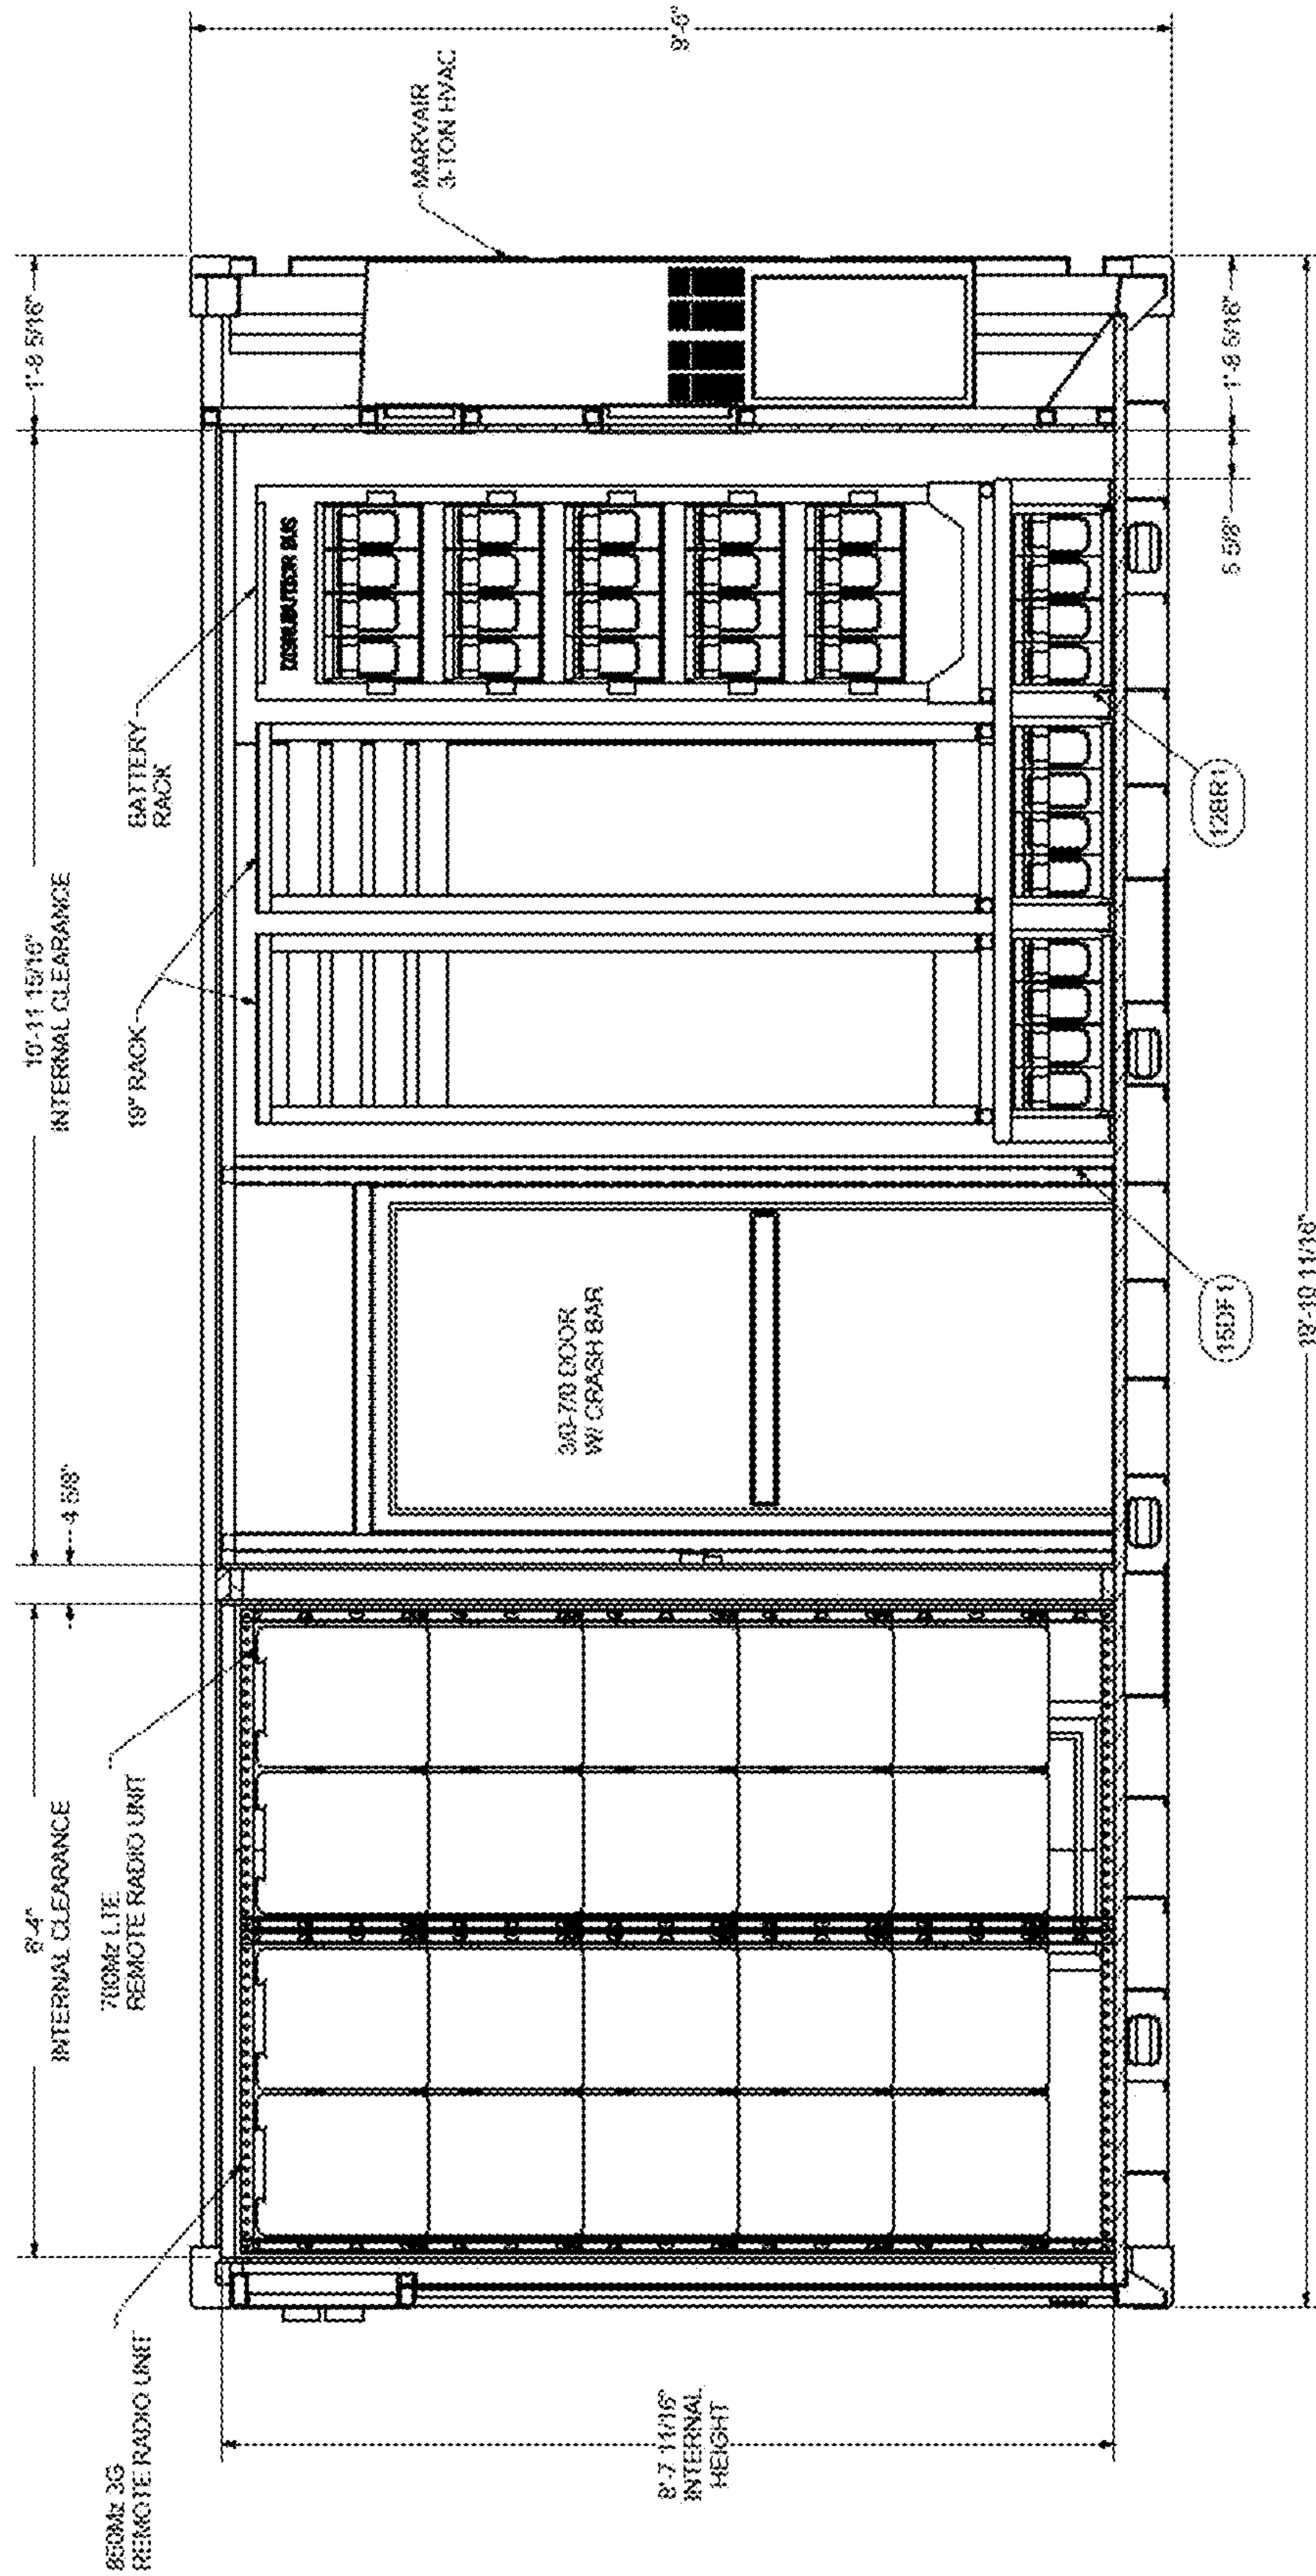 850Mz 3G
REMOTE RADIO UNIT
8'-4"
INTERNAL CLEARANCE
700Mz LTE
REMOTE RADIO UNIT
4 5/8"
10'-11 15/16"
INTERNAL CLEARANCE
19" RACK
BATTERY
RACK
1'-8 5/16"
MARVAIR
3-TON HVAC
9'-6"
DISTRIBUTION BUS
3/0-7/0 DOOR
W/ CRASH BAR
8'-7 11/16"
INTERNAL
HEIGHT
15DF1
12BR1
5 5/8"
1'-8 5/16"
19'-10 11/16"